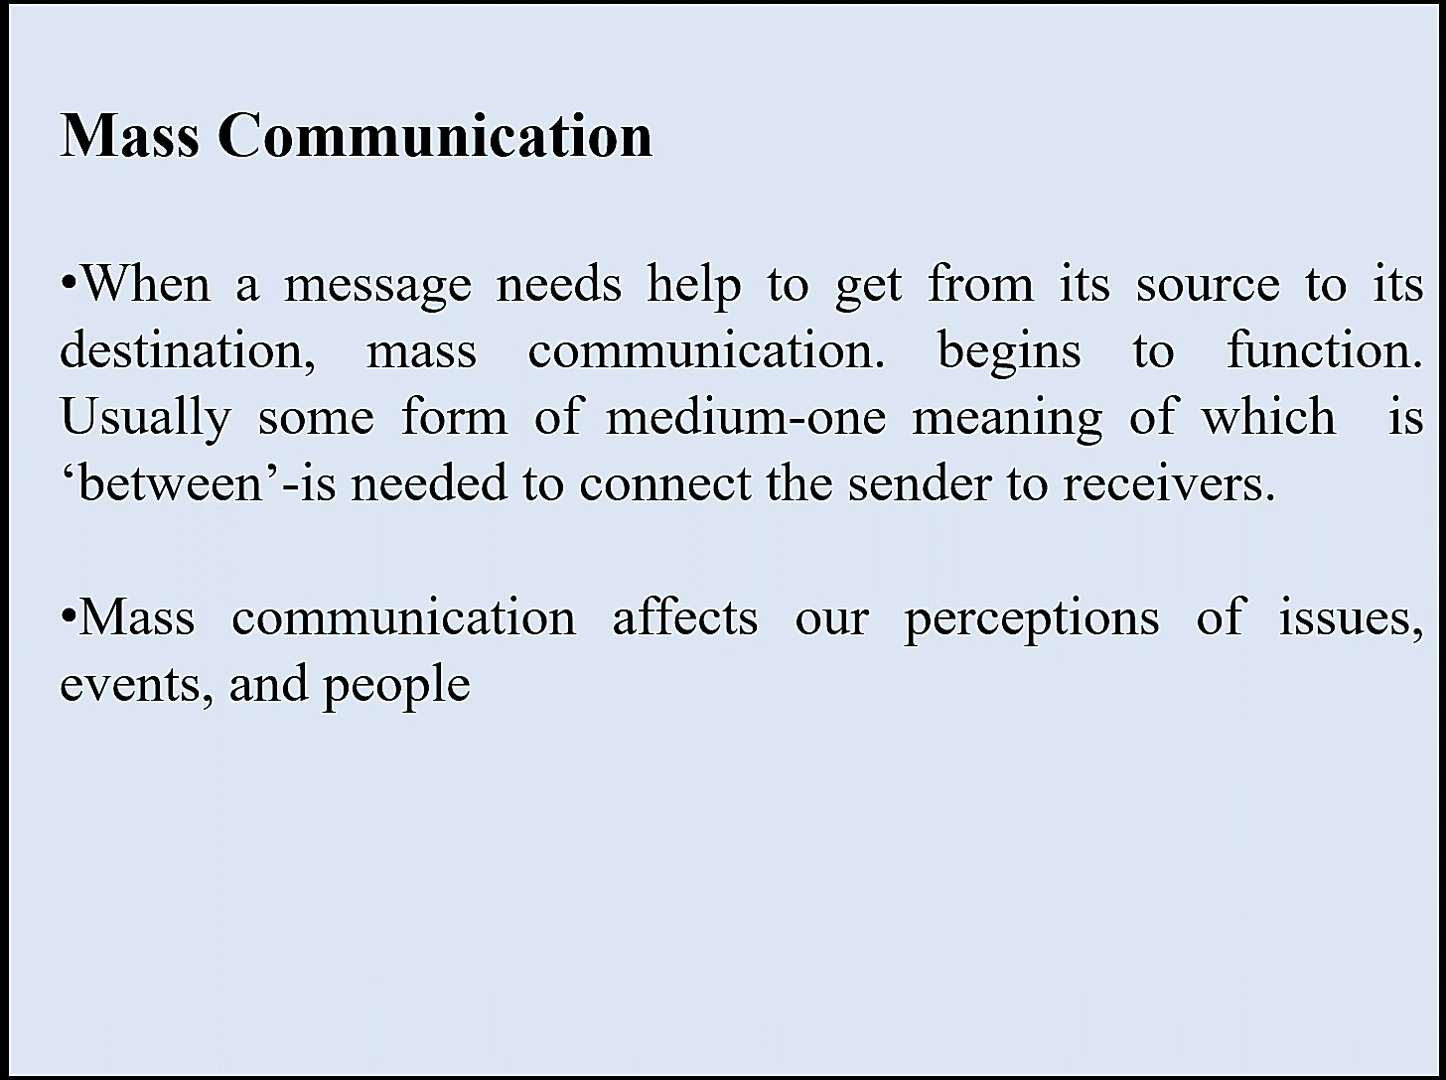 Mass Communication
•When a message needs help to get from its source to its
destination, mass communication. begins to function.
Usually some form of medium-one meaning of which is
‘between’-is needed to connect the sender to receivers.
•Mass communication affects our perceptions of issues,
events, and people